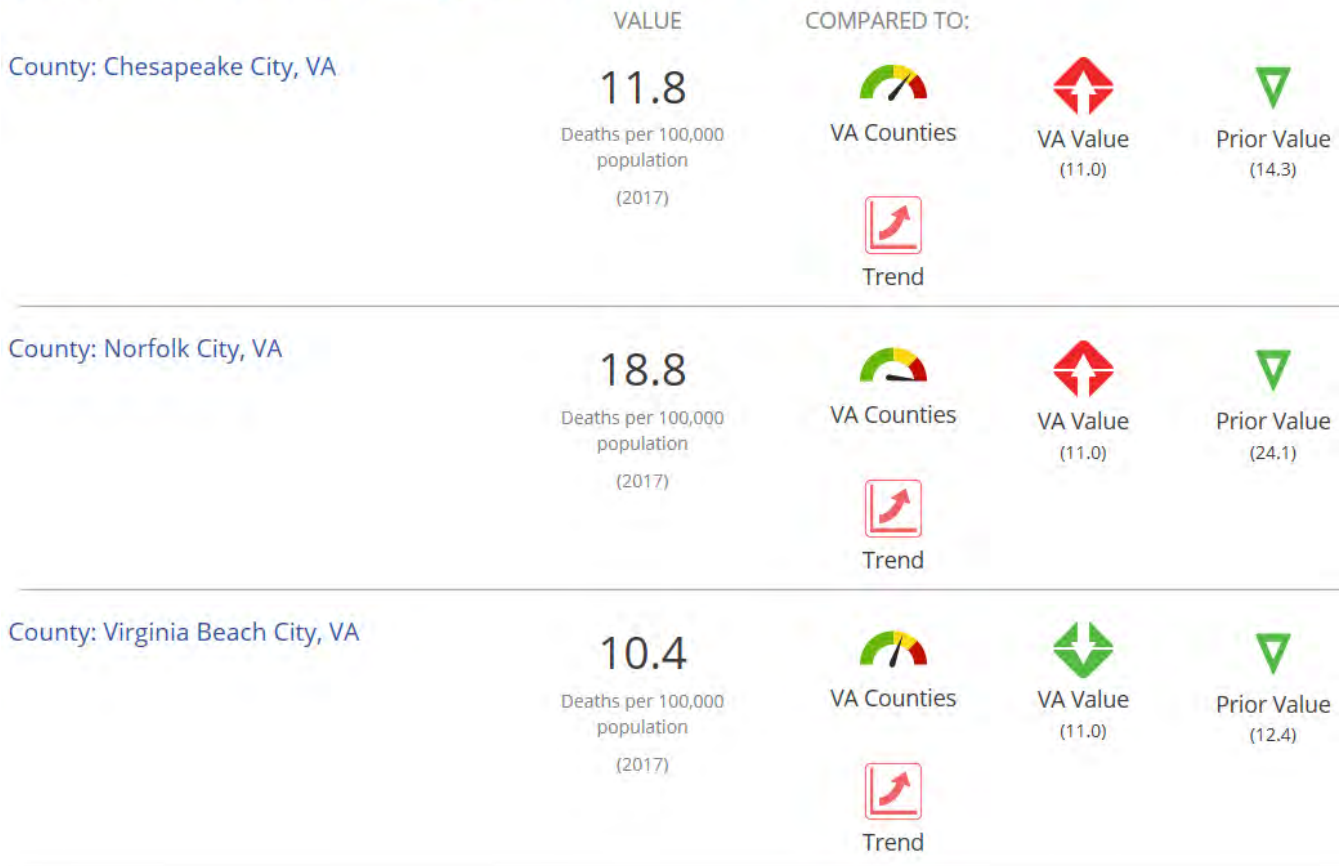 VALUE
COMPARED TO:
County: Chesapeake City, VA
11.8
Deaths per 100,000
population
(2017)
VA Counties
VA Value
(11.0)
Prior Value
(14.3)
Trend
County: Norfolk City, VA
18.8
Deaths per 100,000
population
(2017)
VA Counties
VA Value
(11.0)
Prior Value
(24.1)
Trend
County: Virginia Beach City, VA
10.4
Deaths per 100,000
population
(2017)
VA Counties
VA Value
(11.0)
Prior Value
(12.4)
Trend